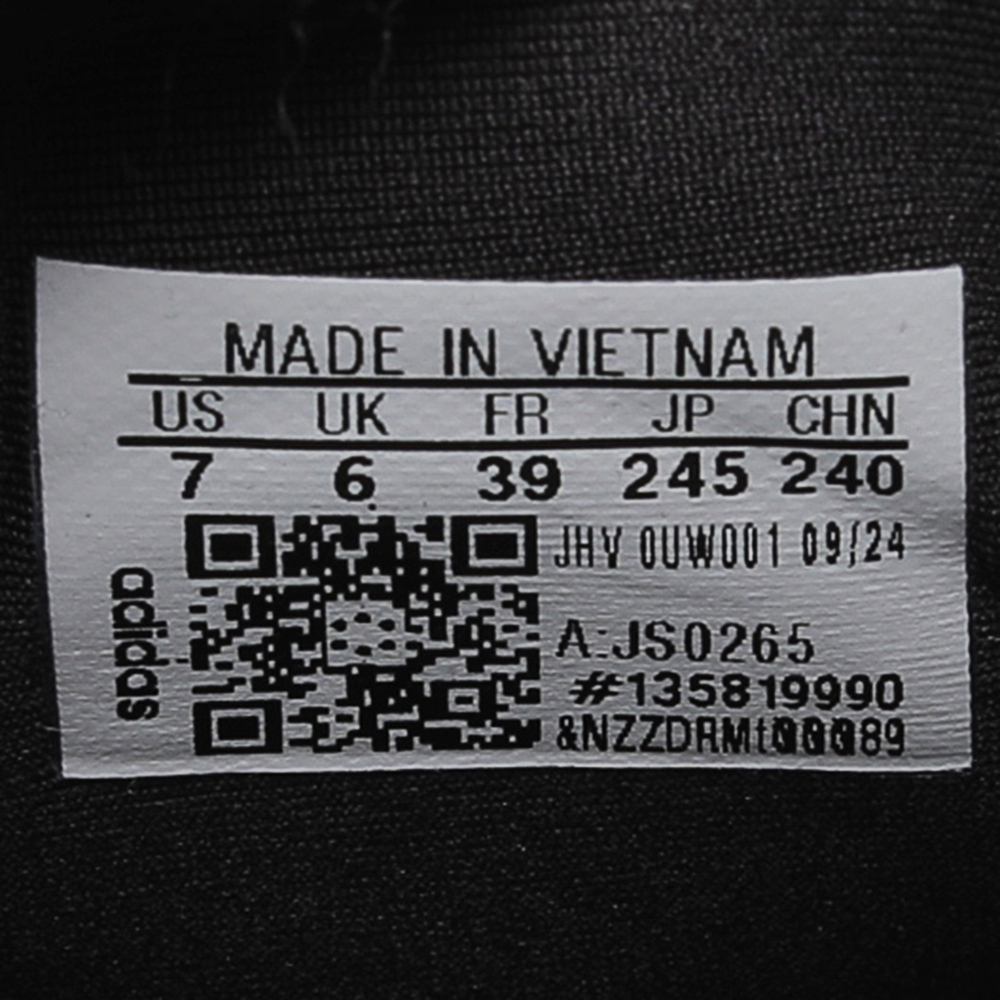 MADE IN VIETNAM
US UK FR JP CHN
7 6 39 245 240
JHV 0UW001 09/24
adidas
A:JS0265
#135819990